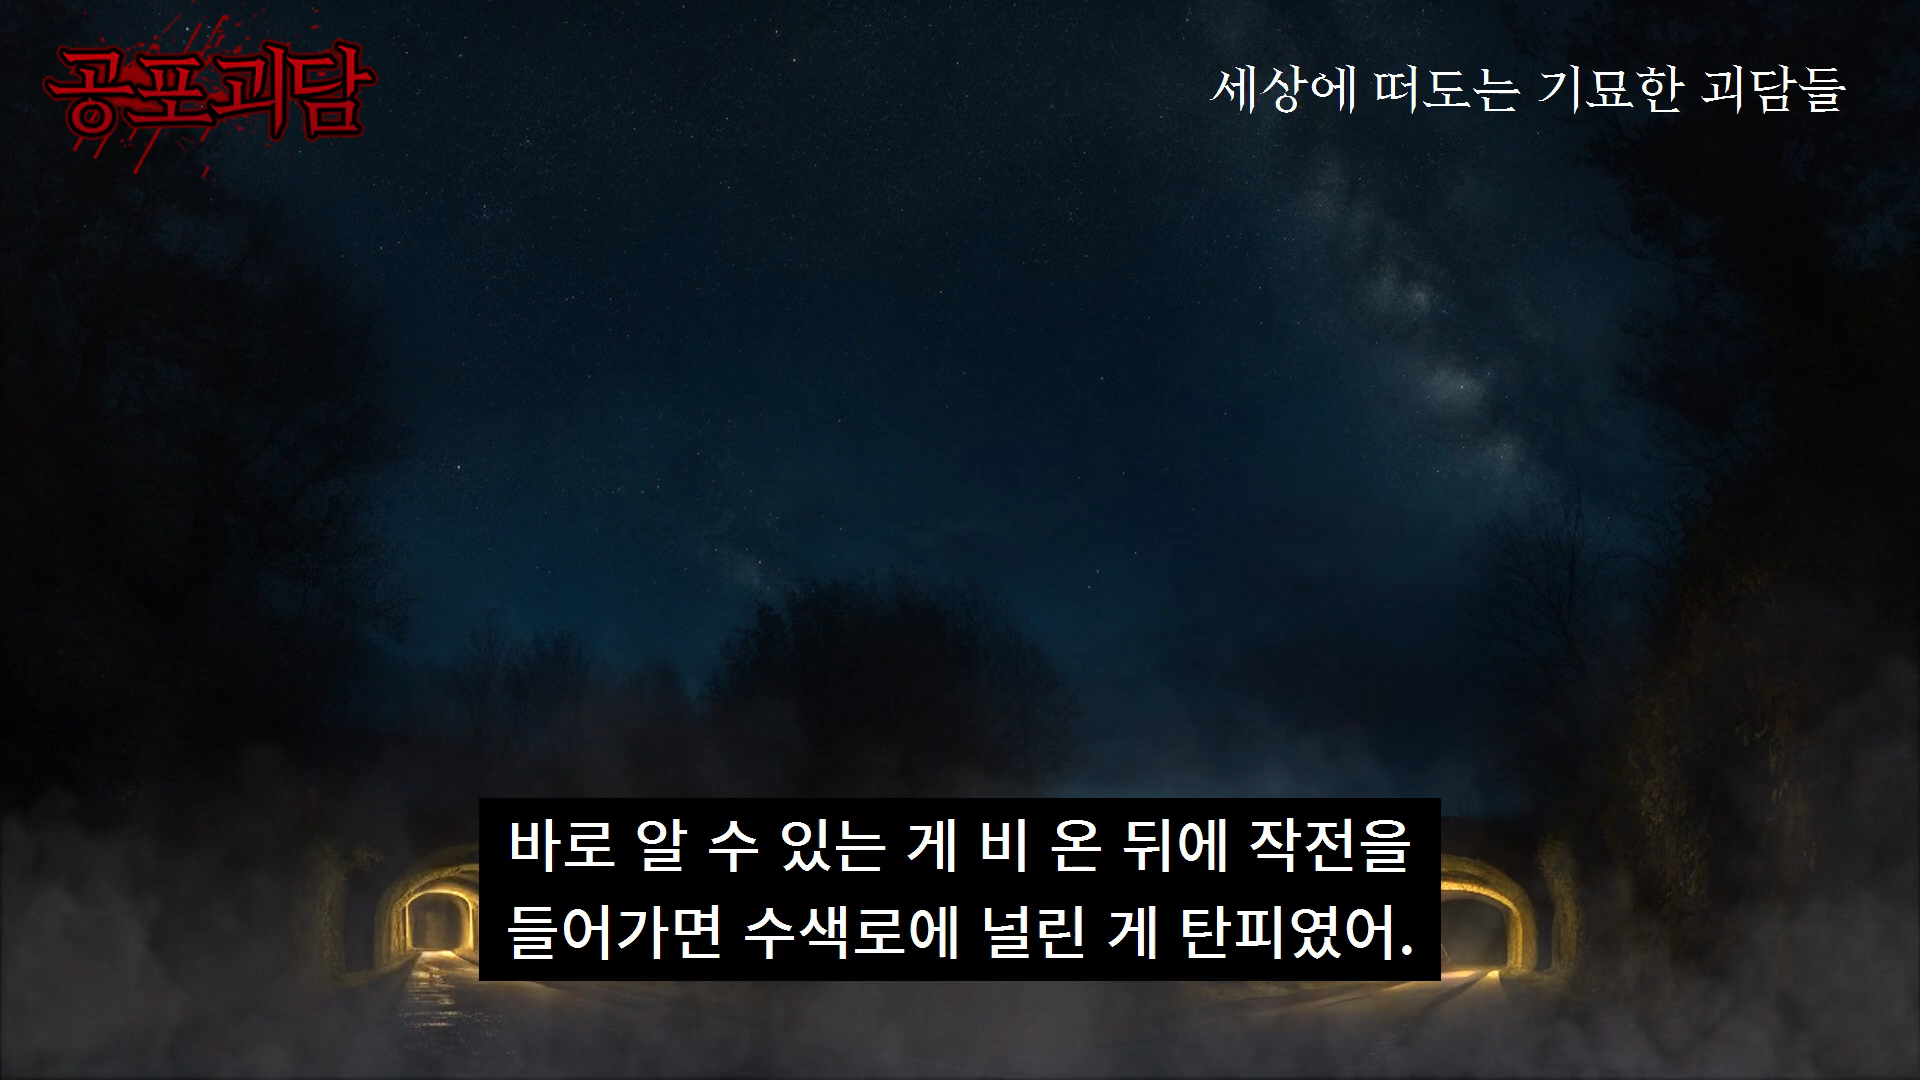 공포괴담
세상에 떠도는 기묘한 괴담들
바로 알 수 있는 게 비 온 뒤에 작전을
들어가면 수색로에 널린 게 탄피였어.